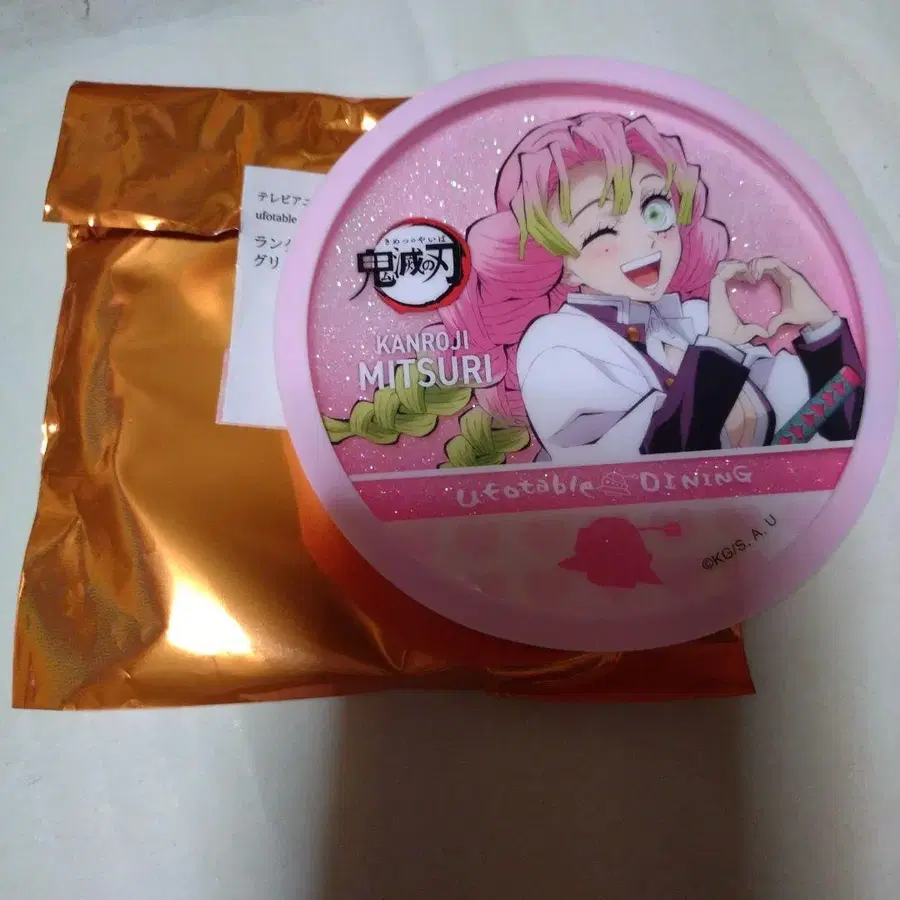 テレビアニ
ufotable
ラン
グリ
きめつのやいば
鬼滅の刃
KANROJI
MITSURI
ufotable DINING
©KG/S. A. U